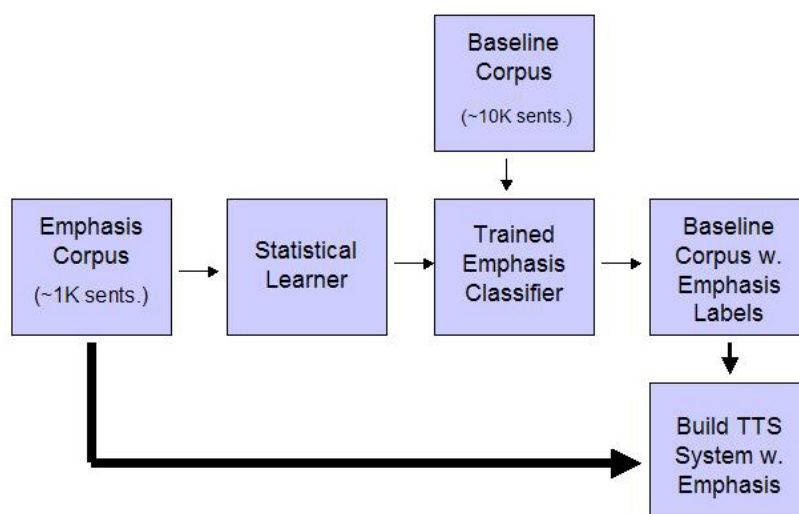 Baseline
Corpus
(~10K sents.)
Emphasis
Corpus
(~1K sents.)
Statistical
Learner
Trained
Emphasis
Classifier
Baseline
Corpus w.
Emphasis
Labels
Build TTS
System w.
Emphasis